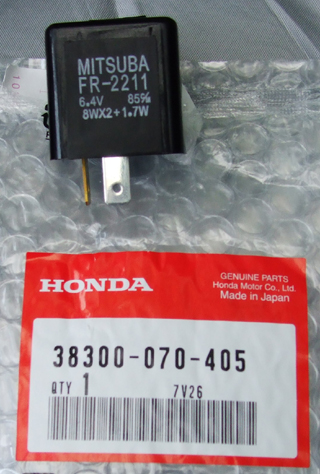 MITSUBA
FR-2211
6.4V 85%
8WX2+1.7W
HONDA
GENUINE PARTS
Honda Motor Co., Ltd.
Made in Japan
38300-070-405
QTY 1 7V26